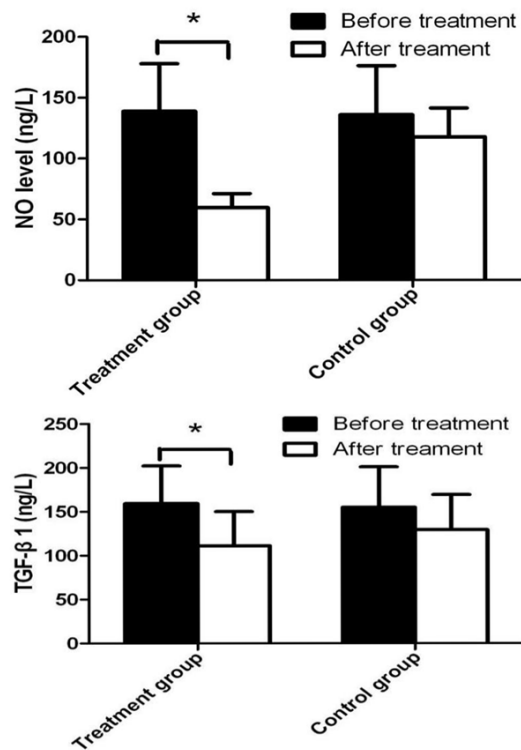 *
Before treatment
After treament
200
150
100
50
0
NO level (ng/L)
Treatment group
Control group
*
Before treatment
After treament
250
200
150
100
50
0
TGF-β 1 (ng/L)
Treatment group
Control group